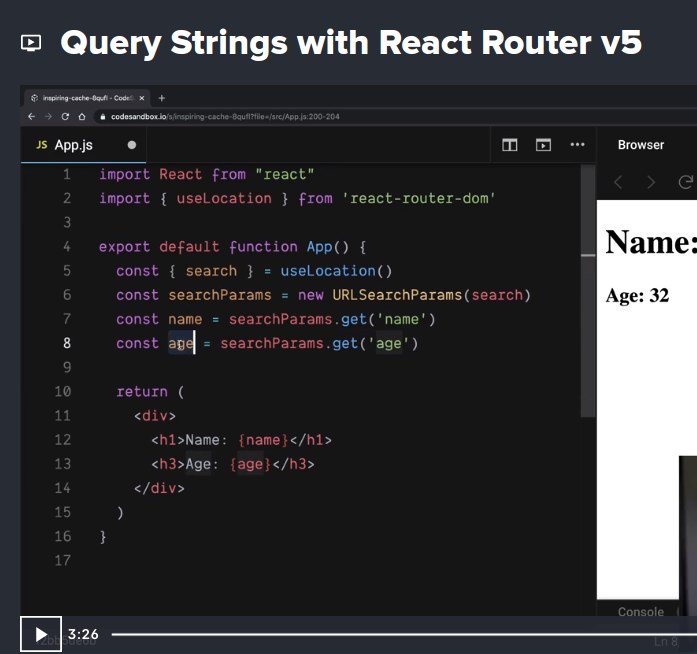 Query Strings with React Router v5
inspiring-cache-8qufl - CodeS
codesandbox.io/s/inspiring-cache-8qufl?file=/src/App.js:200-204
JS App.js
Browser
1 import React from "react"
2 import { useLocation } from 'react-router-dom'
3
4 export default function App() {
5 const { search } = useLocation()
6 const searchParams = new URLSearchParams(search)
7 const name = searchParams.get('name')
8 const age = searchParams.get('age')
9
10 return (
11 <div>
12 <h1>Name: {name}</h1>
13 <h3>Age: {age}</h3>
14 </div>
15 )
16 }
17
Name:
Age: 32
Console
3:26
Ln 8,